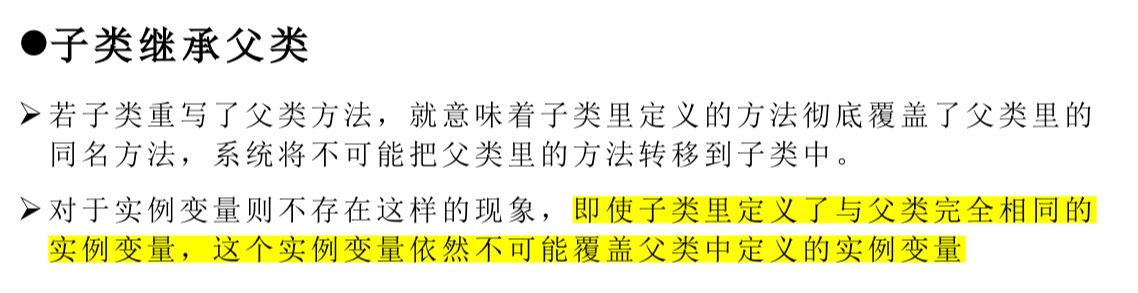 ●子类继承父类
➢若子类重写了父类方法，就意味着子类里定义的方法彻底覆盖了父类里的
同名方法，系统将不可能把父类里的方法转移到子类中。
➢对于实例变量则不存在这样的现象，即使子类里定义了与父类完全相同的
实例变量，这个实例变量依然不可能覆盖父类中定义的实例变量